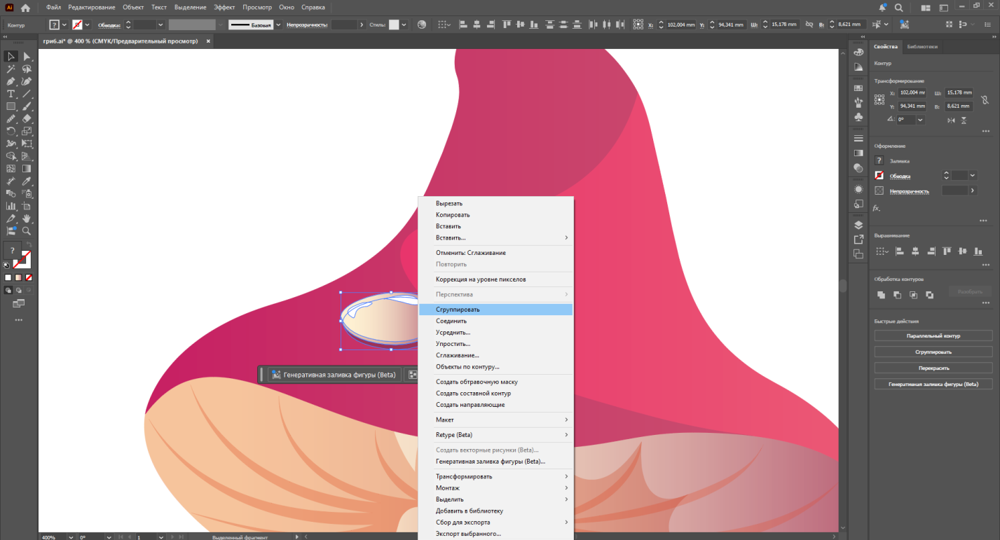 Ai Файл Редактирование Объект Текст Выделение Эффект Просмотр Окно Справка
Контур ? Обводка: Базовая Непрозрачность: Стили: X: 102,004 mm Y: 94,341 mm Ш: 15,178 mm В: 8,621 mm
гриб.ai* @ 400 % (CMYK/Предварительный просмотр) ×
Вырезать
Копировать
Вставить
Вставить...
Отменить: Сглаживание
Повторить
Коррекция на уровне пикселов
Перспектива
Сгруппировать
Соединить
Усреднить...
Упростить...
Сглаживание...
Объекты по контуру...
Создать обтравочную маску
Создать составной контур
Создать направляющие
Макет
Retype (Beta)
Создать векторные рисунки (Beta)...
Генеративная заливка фигуры (Beta)...
Трансформировать
Монтаж
Выделить
Добавить в библиотеку
Сбор для экспорта
Экспорт выбранного...
Генеративная заливка фигуры (Beta)
Свойства Библиотеки
Контур
Трансформирование
X: 102,004 mr Ш: 15,178 mm
Y: 94,341 mm В: 8,621 mm
0°
Оформление
? Заливка
Обводка
Непрозрачность
fx.
Выравнивание
Обработка контуров
Разобрать
Быстрые действия
Параллельный контур
Сгруппировать
Перекрасить
Генеративная заливка фигуры (Beta)
?
400% 0° 1 Выделенный фрагмент